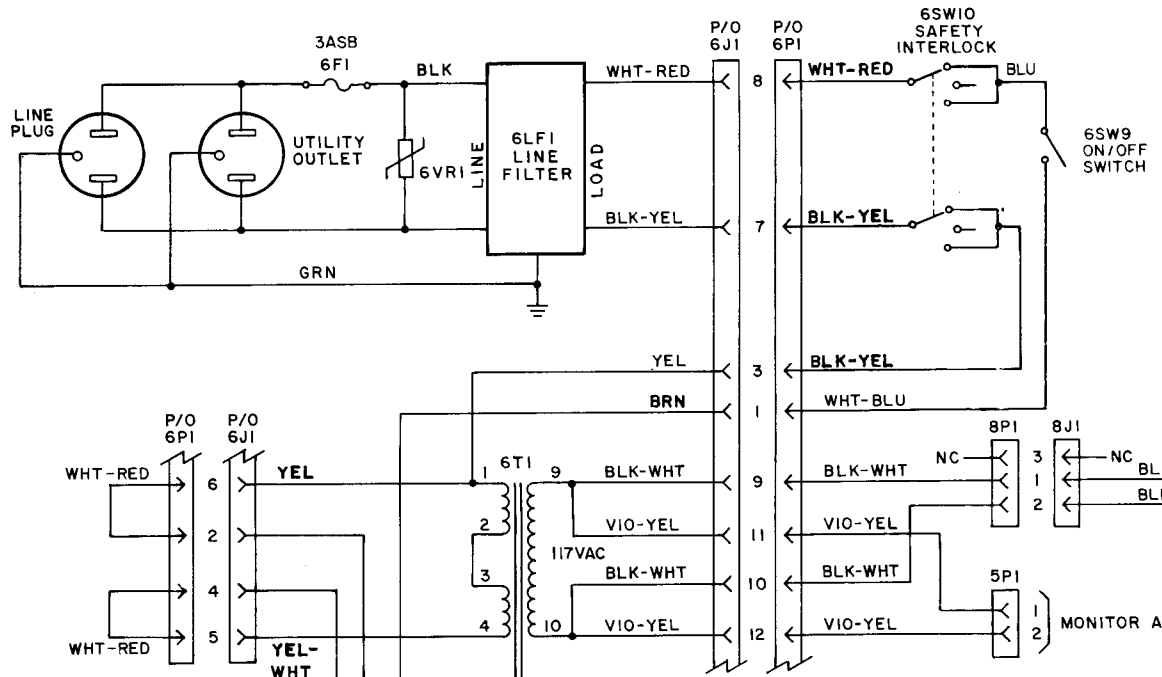 6SW10
SAFETY
INTERLOCK
P/O
6J1
P/O
6P1
3ASB
6F1
BLK
WHT-RED
8
WHT-RED
BLU
LINE
PLUG
UTILITY
OUTLET
6VR1
LINE
6LF1
LINE
FILTER
LOAD
6SW9
ON/OFF
SWITCH
BLK-YEL
7
BLK-YEL
GRN
YEL
3
BLK-YEL
BRN
1
WHT-BLU
P/O
6P1
P/O
6J1
8P1
8J1
WHT-RED
6
YEL
1
6T1
9
BLK-WHT
9
BLK-WHT
NC
3
NC
1
BL
2
2
2
VIO-YEL
11
VIO-YEL
117VAC
3
4
BLK-WHT
10
BLK-WHT
5P1
WHT-RED
5
YEL-
WHT
4
10
VIO-YEL
12
VIO-YEL
1
2
MONITOR A